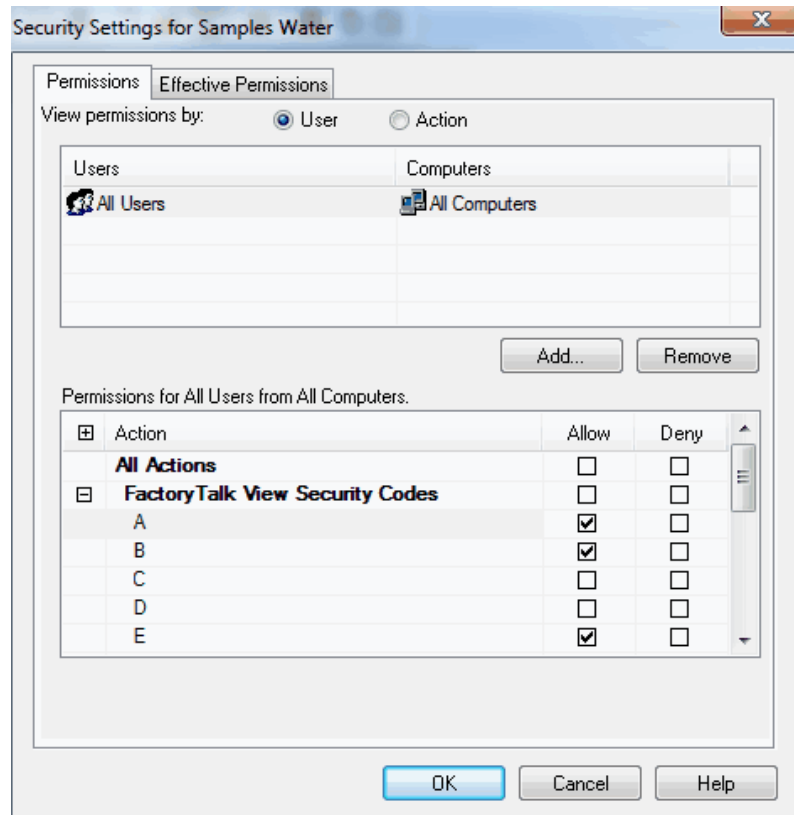 Security Settings for Samples Water
Permissions Effective Permissions
View permissions by: User Action
Users Computers
All Users All Computers
Add... Remove
Permissions for All Users from All Computers.
Action Allow Deny
All Actions
FactoryTalk View Security Codes
A
B
C
D
E
OK Cancel Help